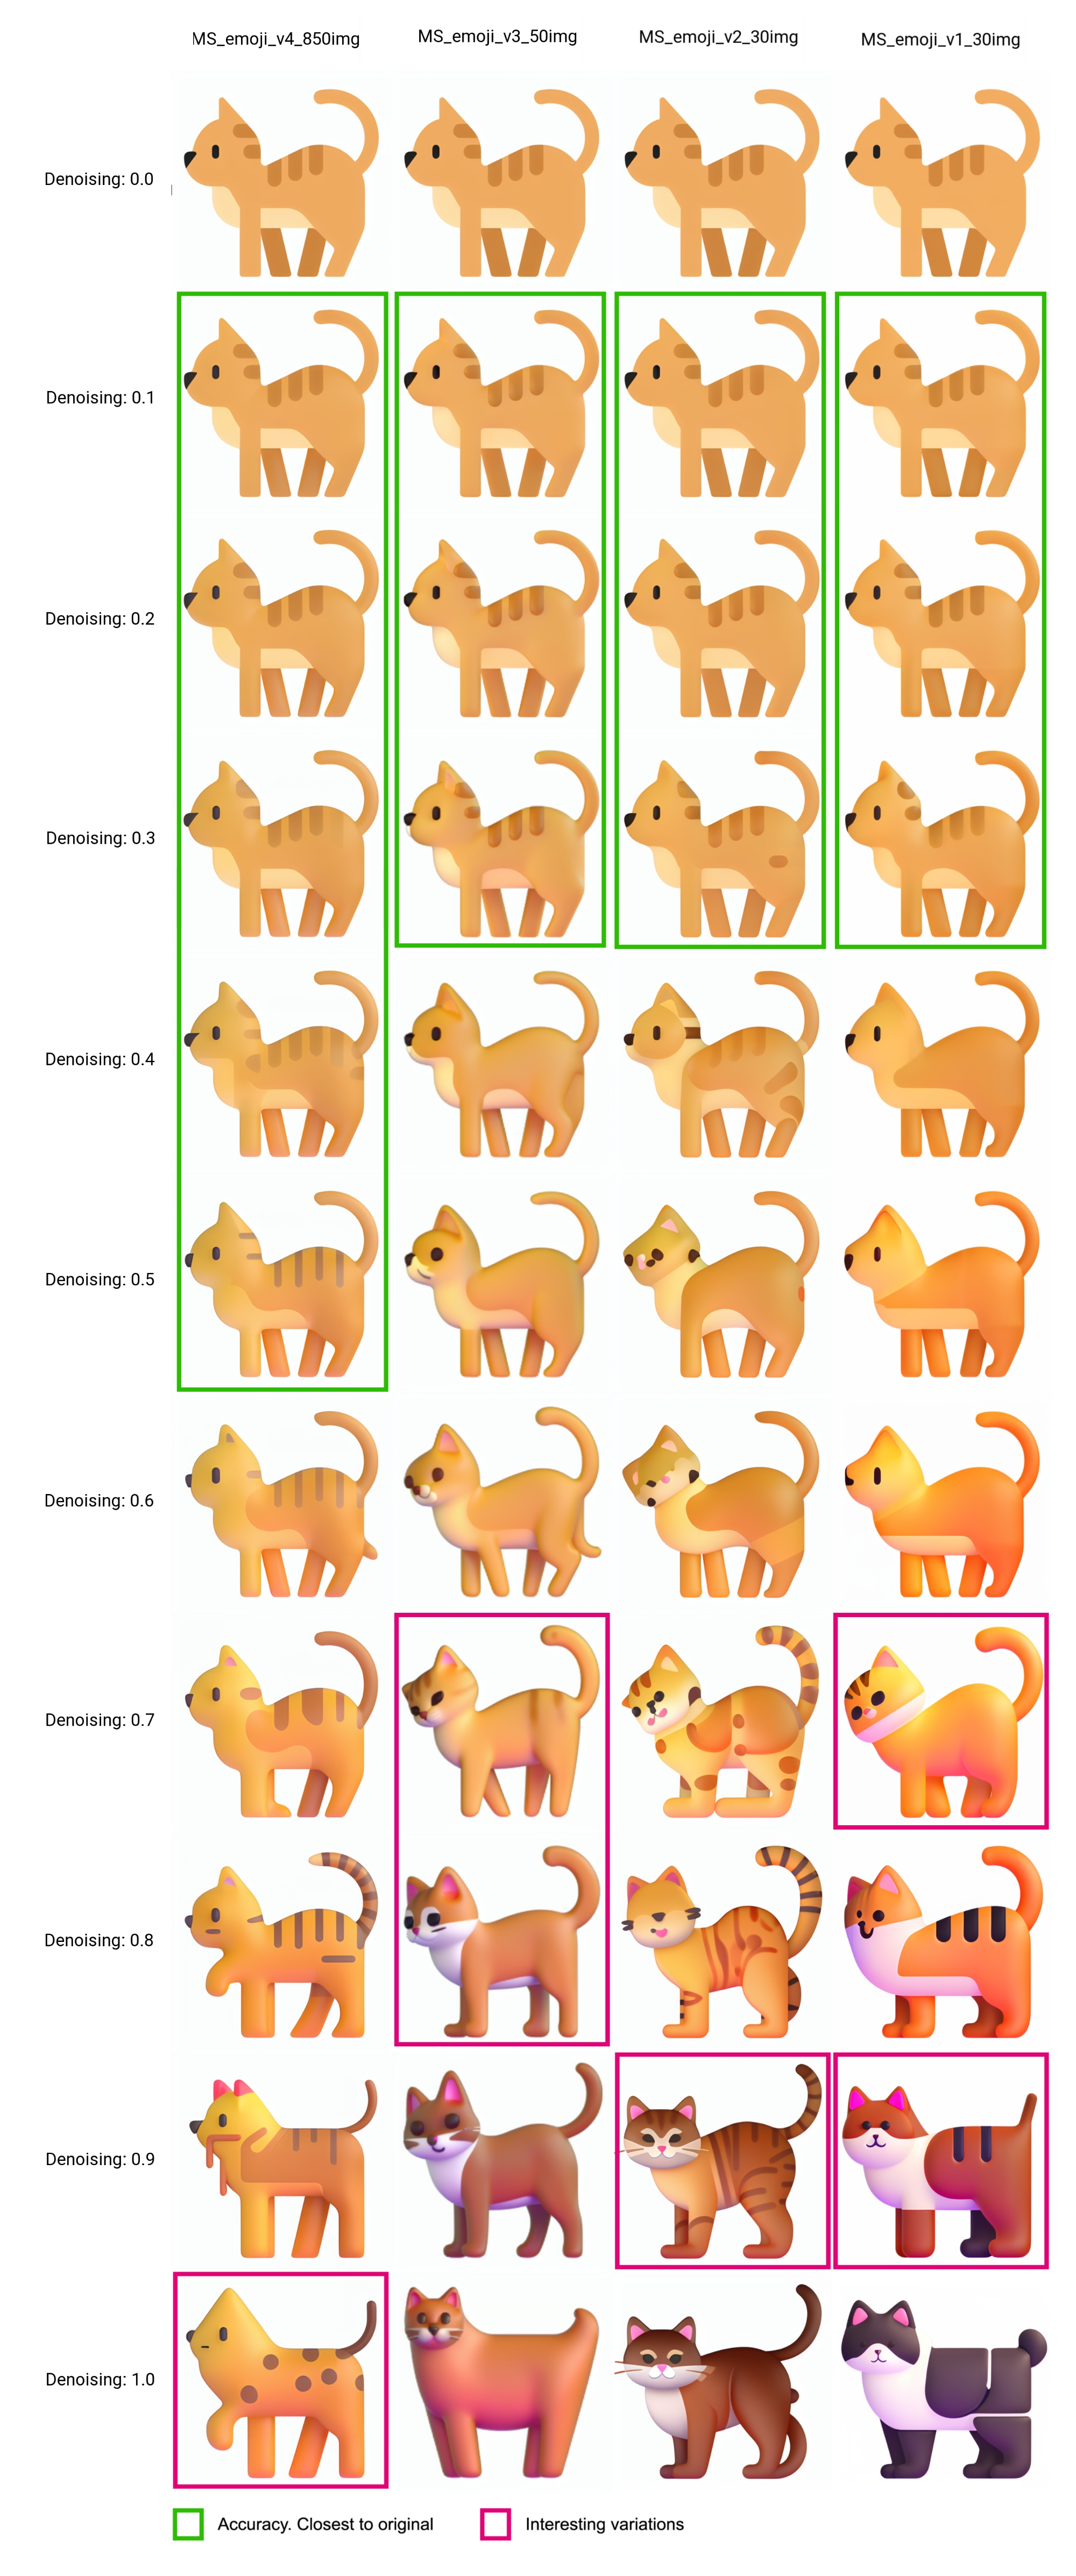 MS_emoji_v4_850img MS_emoji_v3_50img MS_emoji_v2_30img MS_emoji_v1_30img
Denoising: 0.0
Denoising: 0.1
Denoising: 0.2
Denoising: 0.3
Denoising: 0.4
Denoising: 0.5
Denoising: 0.6
Denoising: 0.7
Denoising: 0.8
Denoising: 0.9
Denoising: 1.0
Accuracy. Closest to original Interesting variations